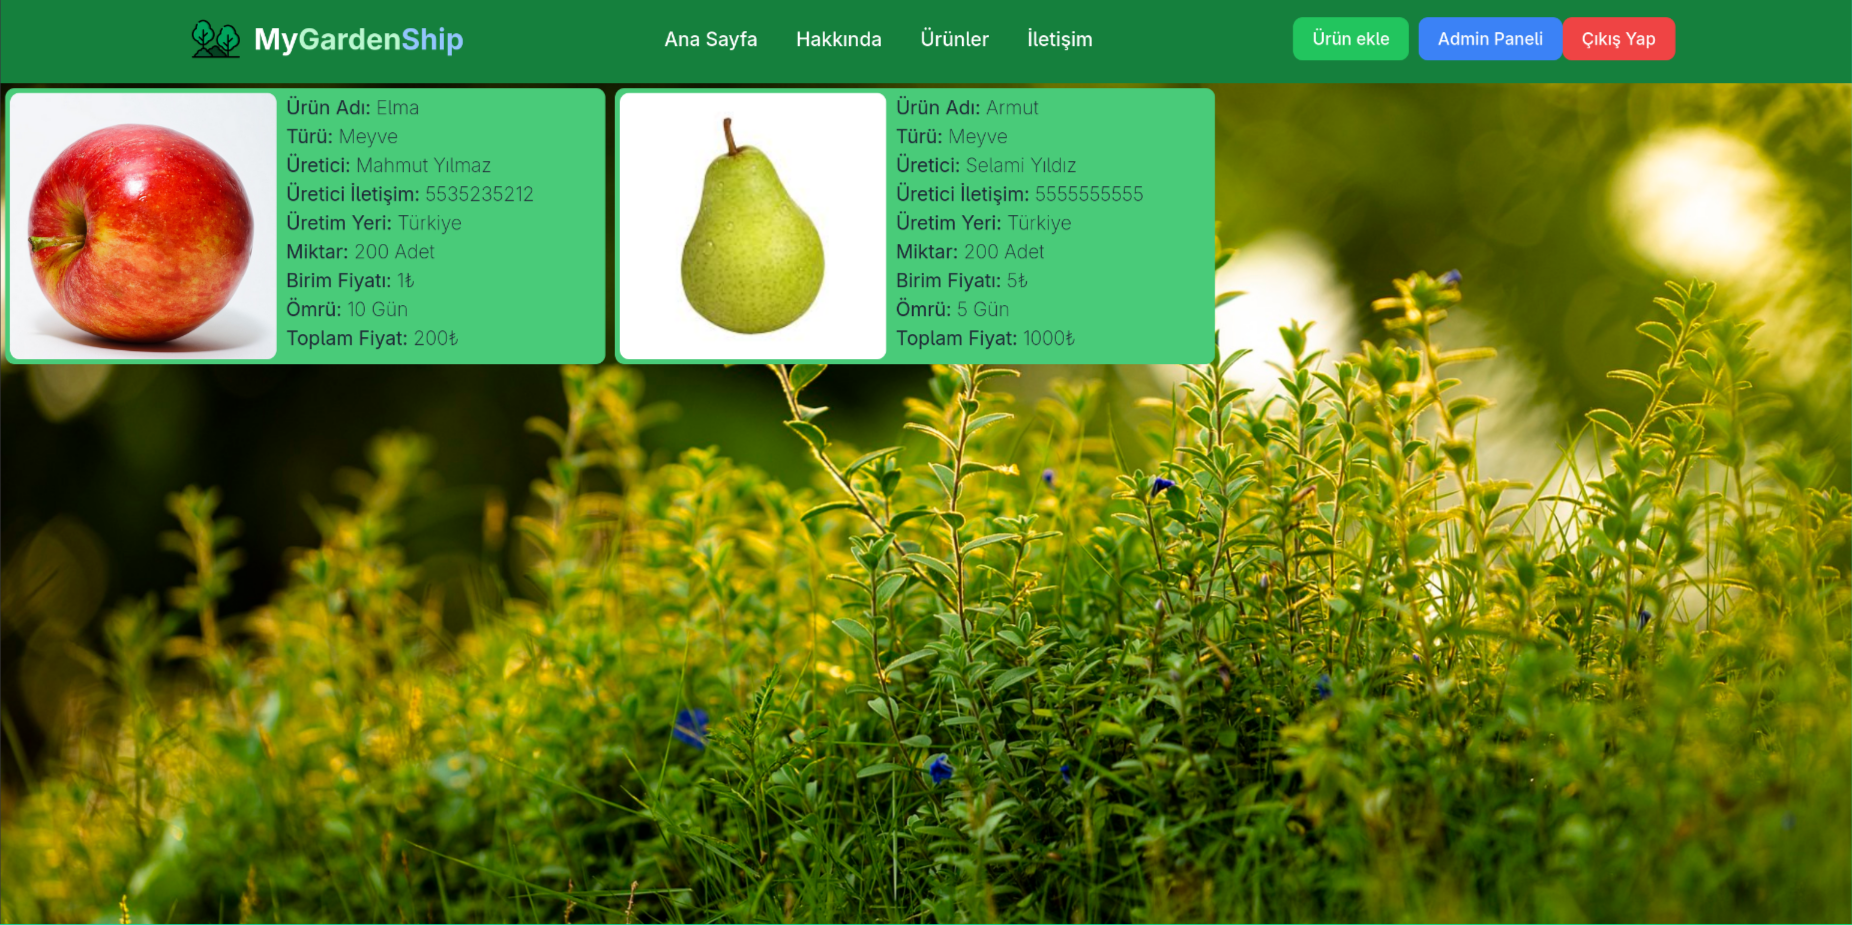 MyGardenShip
Ana Sayfa Hakkında Ürünler İletişim
Ürün ekle Admin Paneli Çıkış Yap
Ürün Adı: Elma
Türü: Meyve
Üretici: Mahmut Yılmaz
Üretici İletişim: 5535235212
Üretim Yeri: Türkiye
Miktar: 200 Adet
Birim Fiyatı: 1₺
Ömrü: 10 Gün
Toplam Fiyat: 200₺
Ürün Adı: Armut
Türü: Meyve
Üretici: Selami Yıldız
Üretici İletişim: 5555555555
Üretim Yeri: Türkiye
Miktar: 200 Adet
Birim Fiyatı: 5₺
Ömrü: 5 Gün
Toplam Fiyat: 1000₺